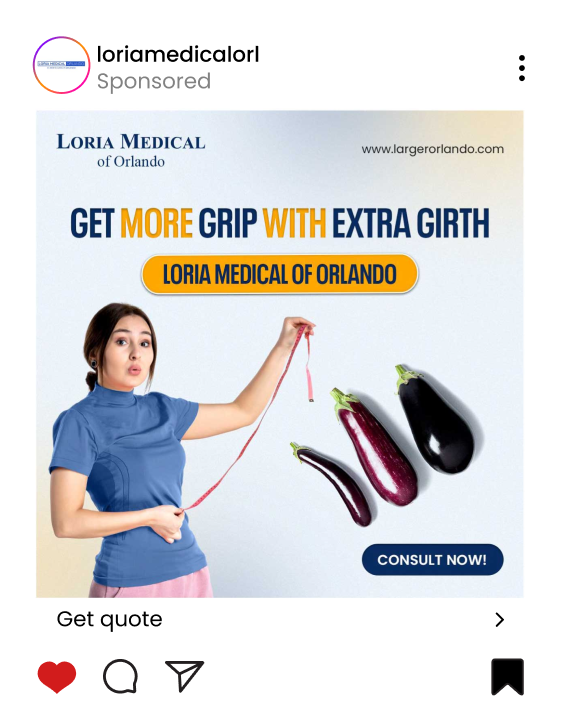 loriamedicalorl
Sponsored
LORIA MEDICAL
of Orlando
www.largerorlando.com
GET MORE GRIP WITH EXTRA GIRTH
LORIA MEDICAL OF ORLANDO
CONSULT NOW!
Get quote